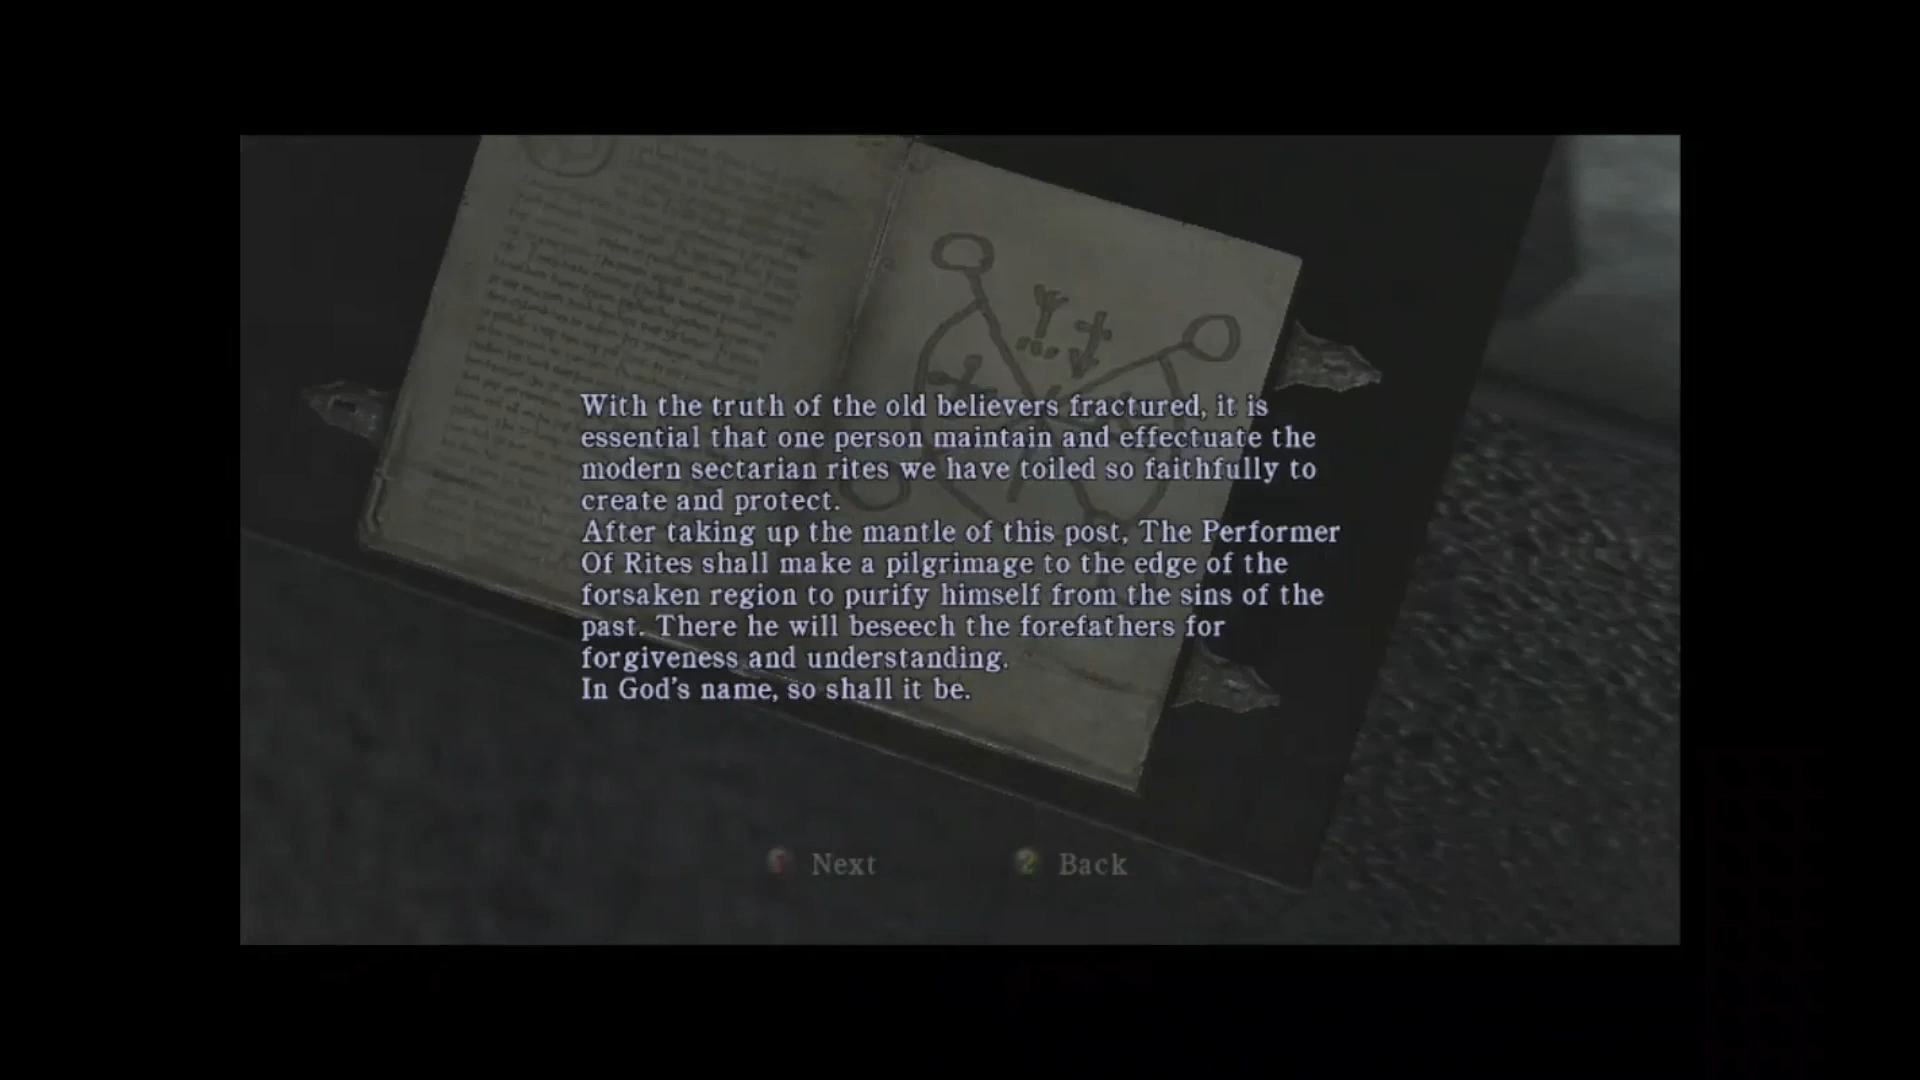 With the truth of the old believers fractured, it is
essential that one person maintain and effectuate the
modern sectarian rites we have toiled so faithfully to
create and protect.
After taking up the mantle of this post, The Performer
Of Rites shall make a pilgrimage to the edge of the
forsaken region to purify himself from the sins of the
past. There he will beseech the forefathers for
forgiveness and understanding.
In God's name, so shall it be.
Next
2 Back